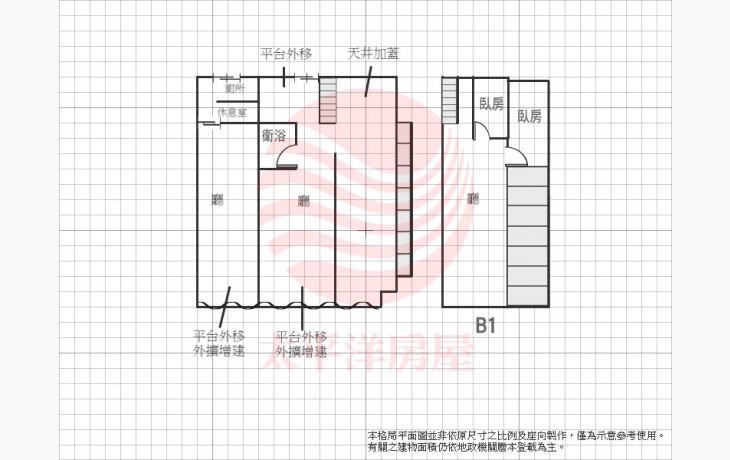 平台外移
天井加蓋
廁所
休息室
衛浴
臥房
臥房
廳
廳
廳
平台外移
外擴增建
平台外移
外擴增建
B1
太平洋房屋
本格局平面圖並非依原尺寸之比例及座向製作，僅為示意參考使用。
有關之建物面積仍依地政機關謄本登載為主。